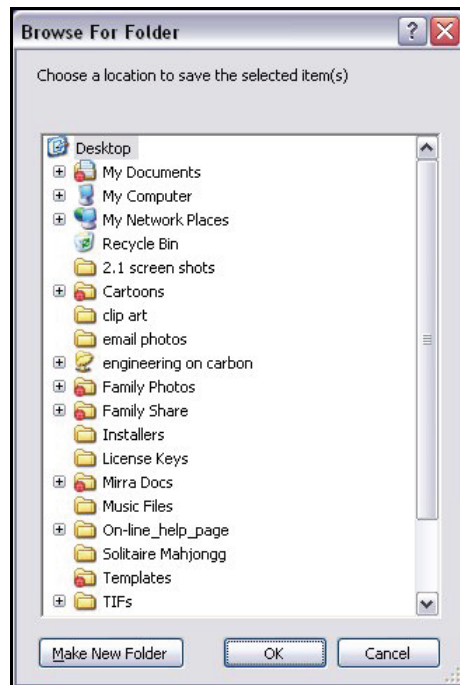 Browse For Folder
Choose a location to save the selected item(s)
Desktop
My Documents
My Computer
My Network Places
Recycle Bin
2.1 screen shots
Cartoons
clip art
email photos
engineering on carbon
Family Photos
Family Share
Installers
License Keys
Mirra Docs
Music Files
On-line_help_page
Solitaire Mahjongg
Templates
TIFs
Make New Folder
OK
Cancel